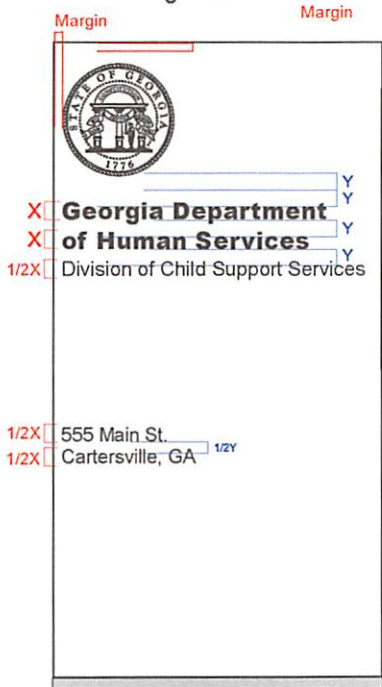 Margin
Margin
STATE OF GEORGIA
1776
Y
Y
X Georgia Department
Y
X of Human Services
Y
1/2X Division of Child Support Services
1/2X 555 Main St.
1/2Y
1/2X Cartersville, GA